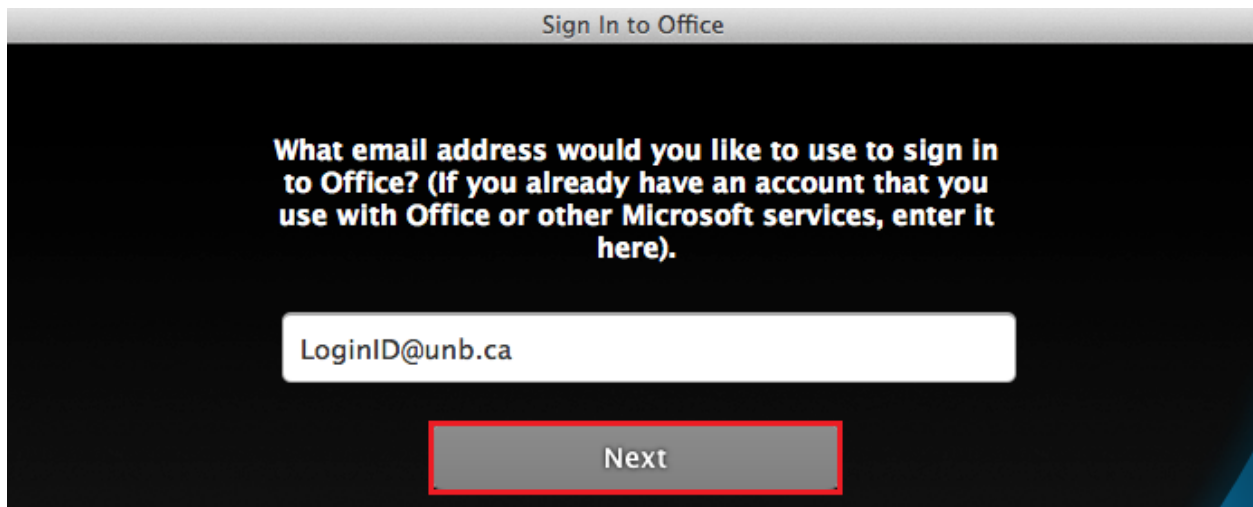 Sign In to Office
What email address would you like to use to sign in
to Office? (If you already have an account that you
use with Office or other Microsoft services, enter it
here).
LoginID@unb.ca
Next